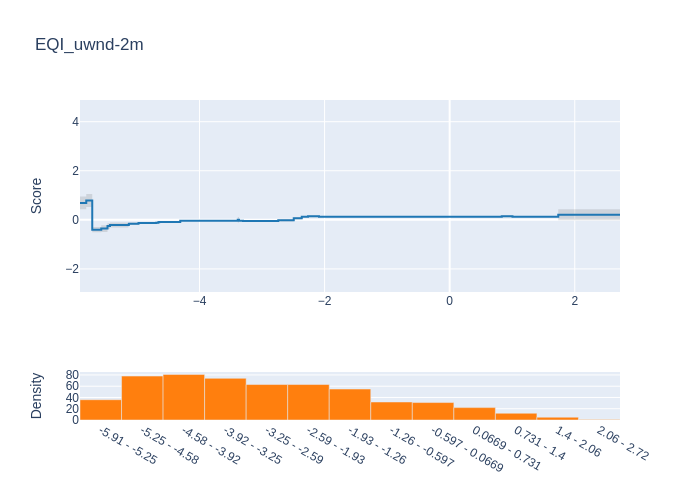 EQI_uwnd-2m
Score
4
2
0
−2
−4
−2
0
2
Density
80
60
40
20
0
-5.91 - -5.25
-5.25 - -4.58
-4.58 - -3.92
-3.92 - -3.25
-3.25 - -2.59
-2.59 - -1.93
-1.93 - -1.26
-1.26 - -0.597
-0.597 - 0.0669
0.0669 - 0.731
0.731 - 1.4
1.4 - 2.06
2.06 - 2.72